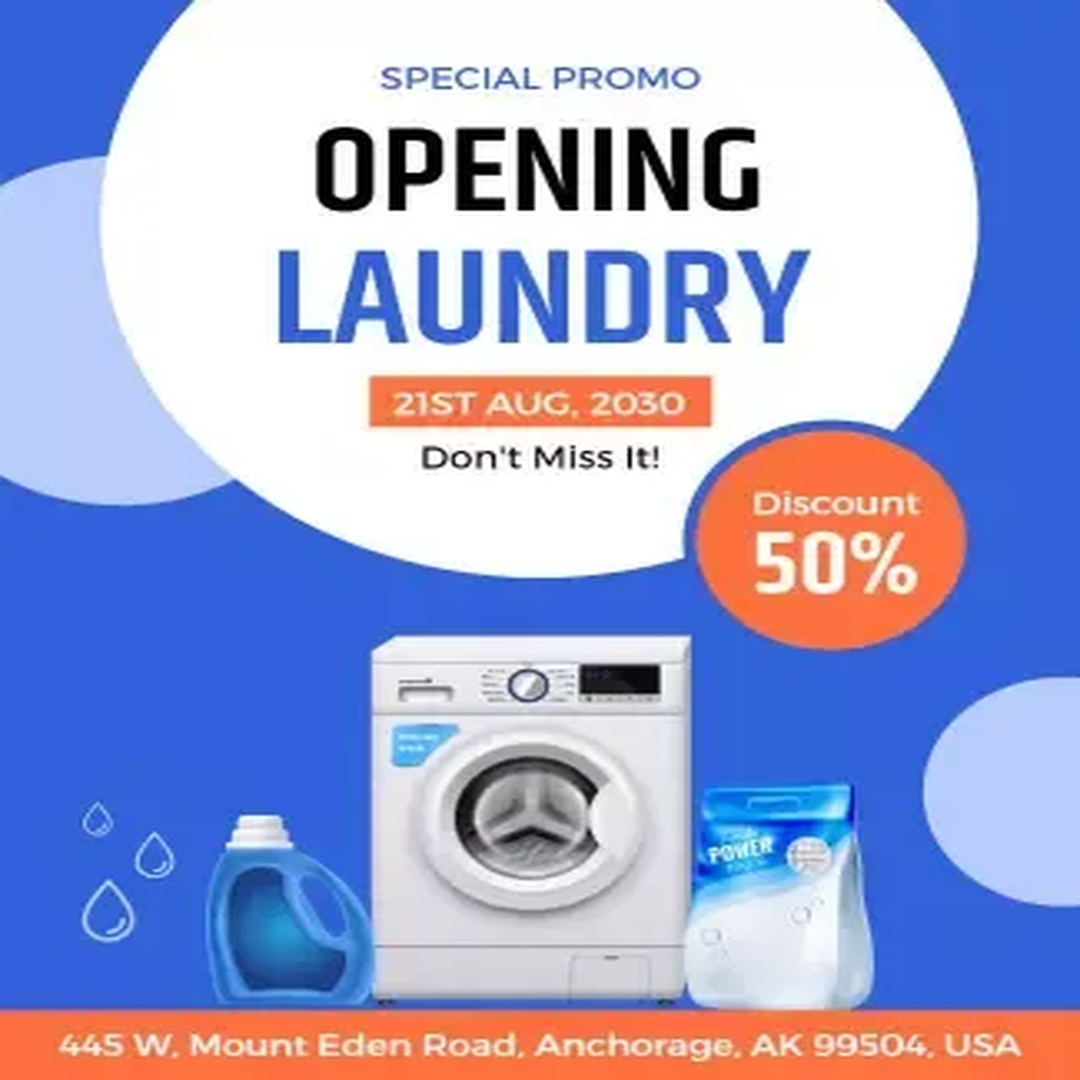 SPECIAL PROMO
OPENING
LAUNDRY
21ST AUG, 2030
Don't Miss It!
Discount
50%
POWER
445 W, Mount Eden Road, Anchorage, AK 99504, USA